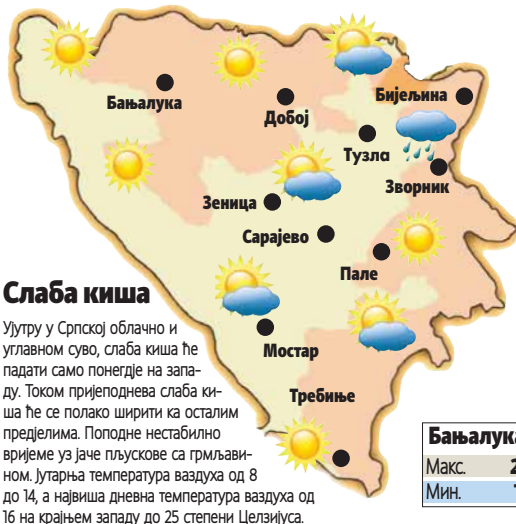 Бањалука
Добој
Бијељина
Тузла
Зворник
Зеница
Сарајево
Пале
Мостар
Требиње
Слаба киша
Ујутру у Српској облачно и
углавном суво, слаба киша ће
падати само понегдје на запа-
ду. Током пријеподнева слаба ки-
ша ће се полако ширити ка осталим
предјелима. Поподне нестабилно
вријеме уз јаче пљускове са грмљави-
ном. Јутарња температура ваздуха од 8
до 14, а највиша дневна температура ваздуха од
16 на крајњем западу до 25 степени Целзијуса.
Бањалука
Макс.
Мин.